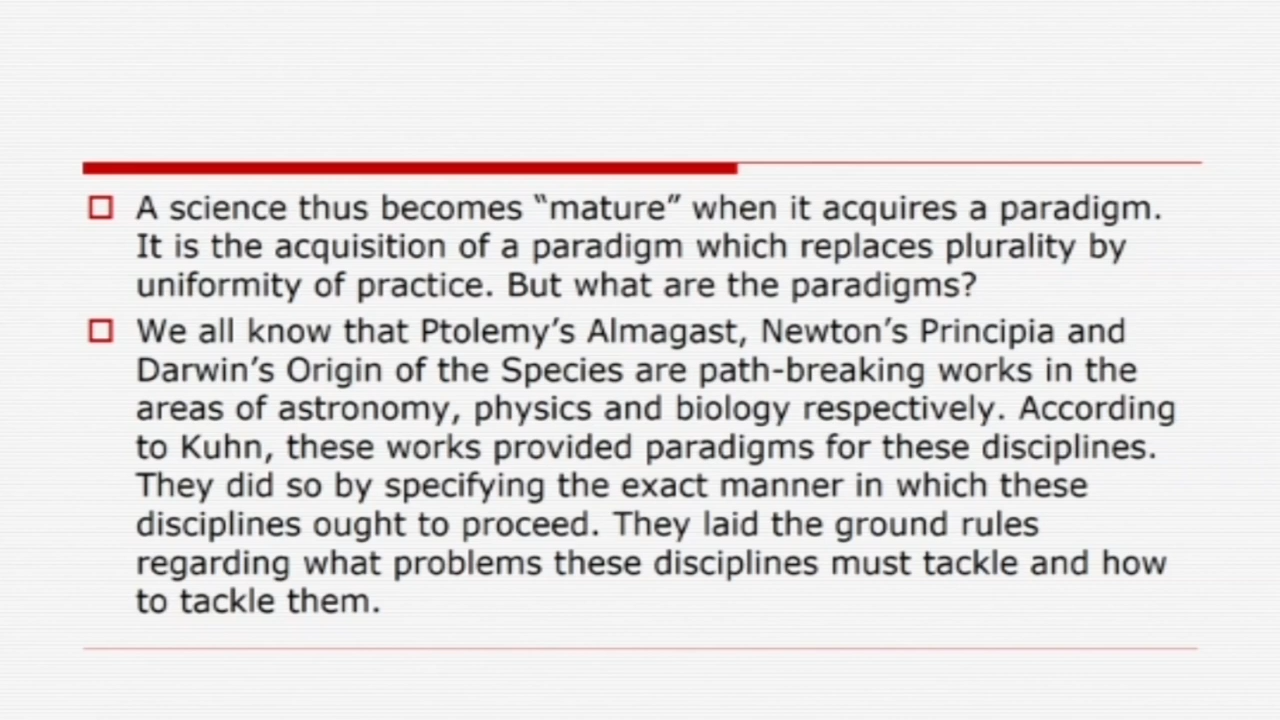 A science thus becomes “mature” when it acquires a paradigm.
It is the acquisition of a paradigm which replaces plurality by
uniformity of practice. But what are the paradigms?
We all know that Ptolemy’s Almagast, Newton’s Principia and
Darwin’s Origin of the Species are path-breaking works in the
areas of astronomy, physics and biology respectively. According
to Kuhn, these works provided paradigms for these disciplines.
They did so by specifying the exact manner in which these
disciplines ought to proceed. They laid the ground rules
regarding what problems these disciplines must tackle and how
to tackle them.